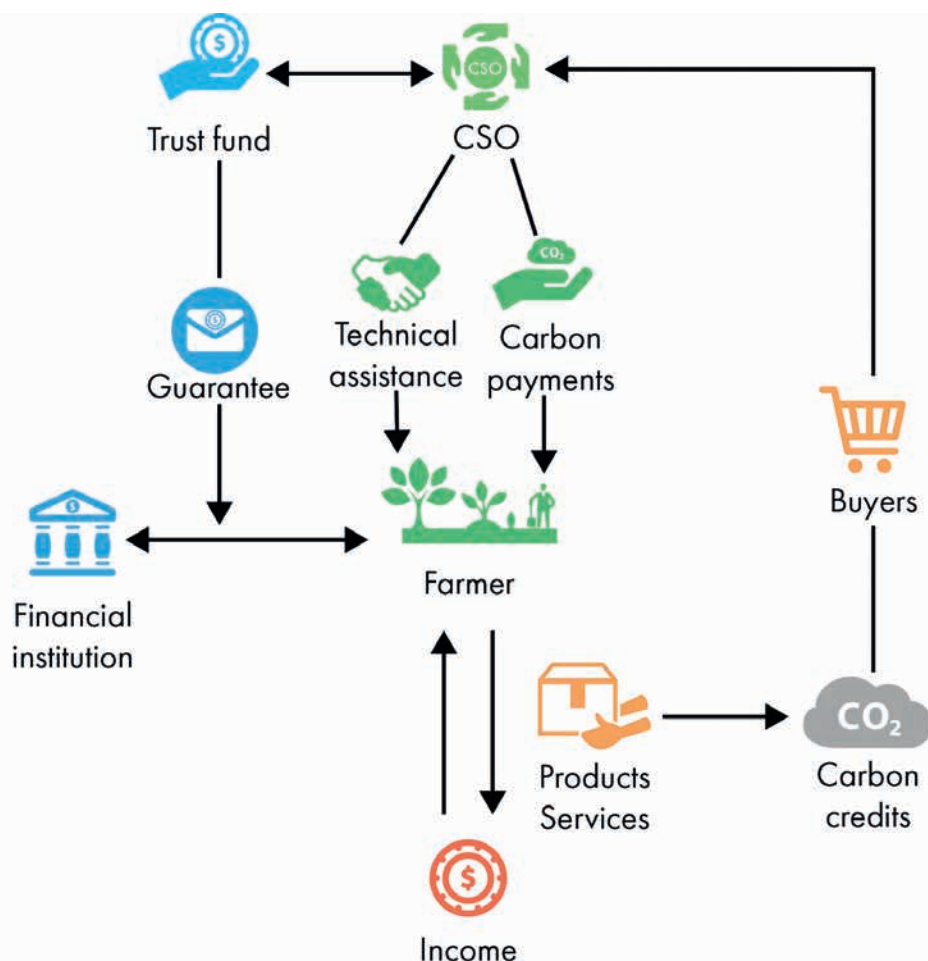 $
CSO
Trust fund
CSO
CO₂
$
Technical
assistance
Carbon
payments
Guarantee
Buyers
$
Farmer
Financial
institution
CO₂
Products
Services
Carbon
credits
$
Income